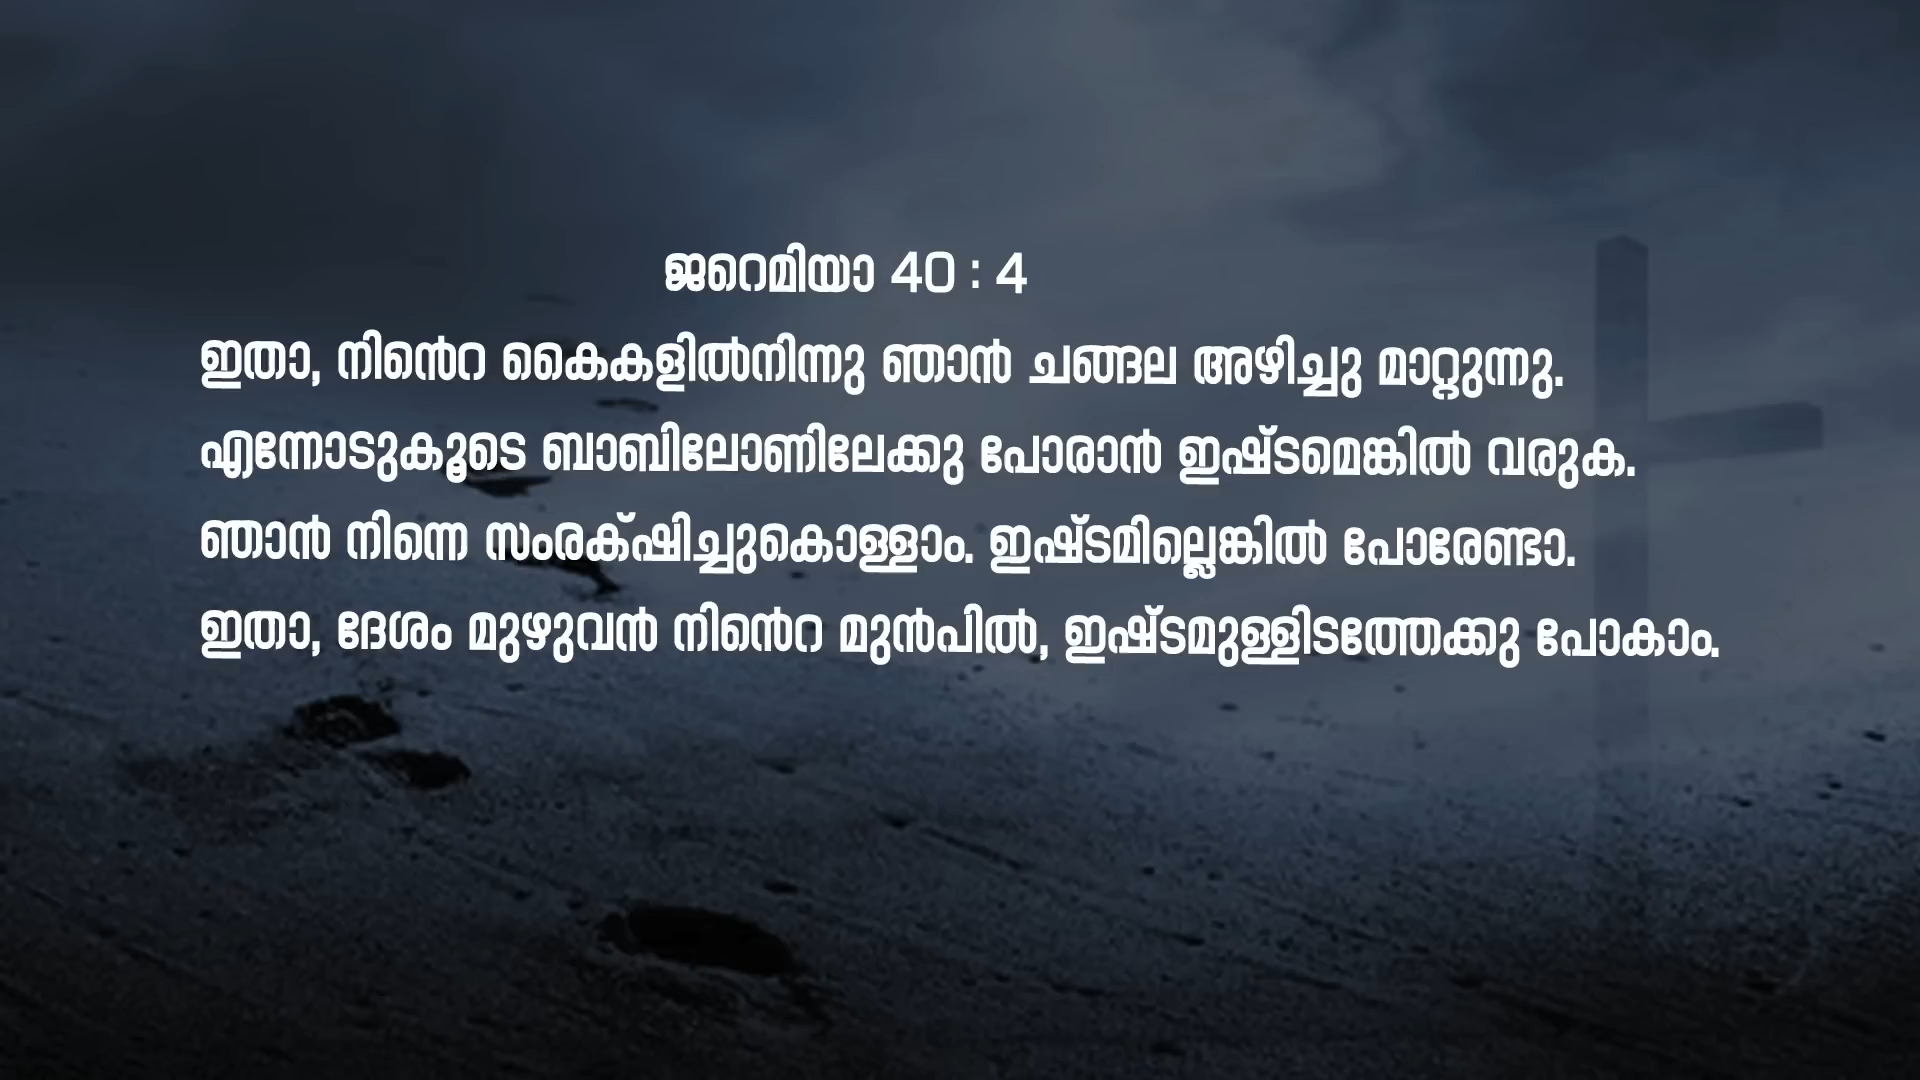 ജറെമിയാ 40 : 4
ഇതാ, നിൻെറ കൈകളിൽനിന്നു ഞാൻ ചങ്ങല അഴിച്ചു മാറ്റുന്നു.
എന്നോടുകൂടെ ബാബിലോണിലേക്കു പോരാൻ ഇഷ്ടമെങ്കിൽ വരുക.
ഞാൻ നിന്നെ സംരക്‌ഷിച്ചുകൊള്ളാം. ഇഷ്ടമില്ലെങ്കിൽ പോരേണ്ടാ.
ഇതാ, ദേശം മുഴുവൻ നിൻെറ മുൻപിൽ, ഇഷ്ടമുള്ളിടത്തേക്കു പോകാം.